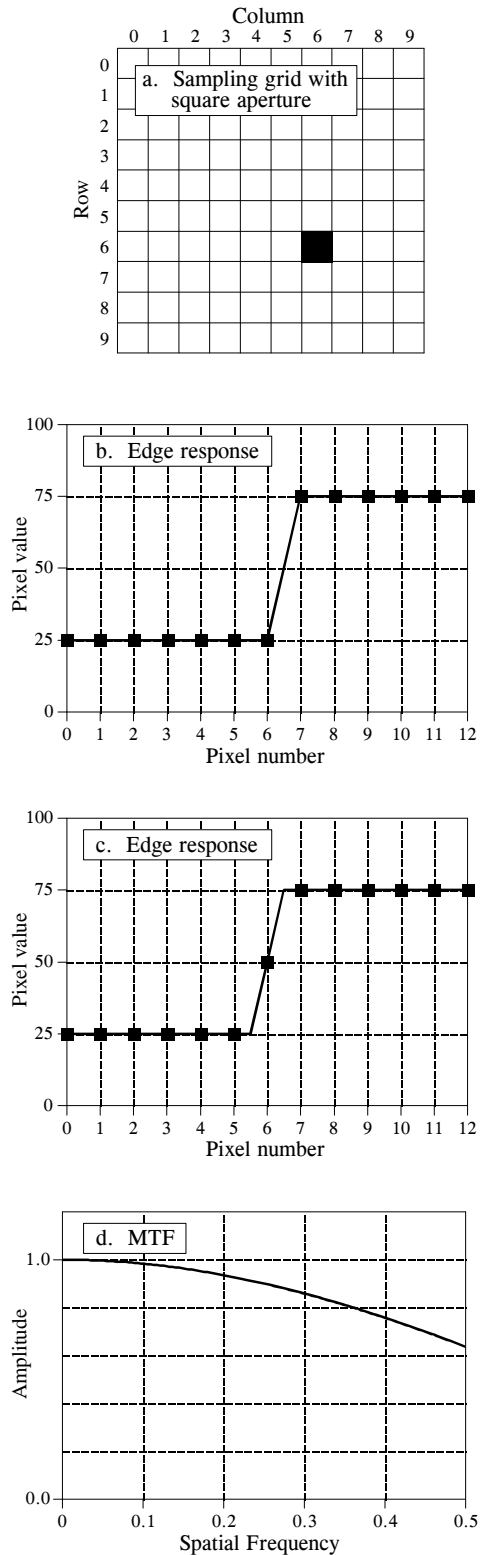 Column
0 1 2 3 4 5 6 7 8 9
a. Sampling grid with
square aperture
Row
0
1
2
3
4
5
6
7
8
9
b. Edge response
Pixel value
100
75
50
25
0
0 1 2 3 4 5 6 7 8 9 10 11 12
Pixel number
c. Edge response
Pixel value
100
75
50
25
0
0 1 2 3 4 5 6 7 8 9 10 11 12
Pixel number
d. MTF
Amplitude
1.0
0.0
0 0.1 0.2 0.3 0.4 0.5
Spatial Frequency